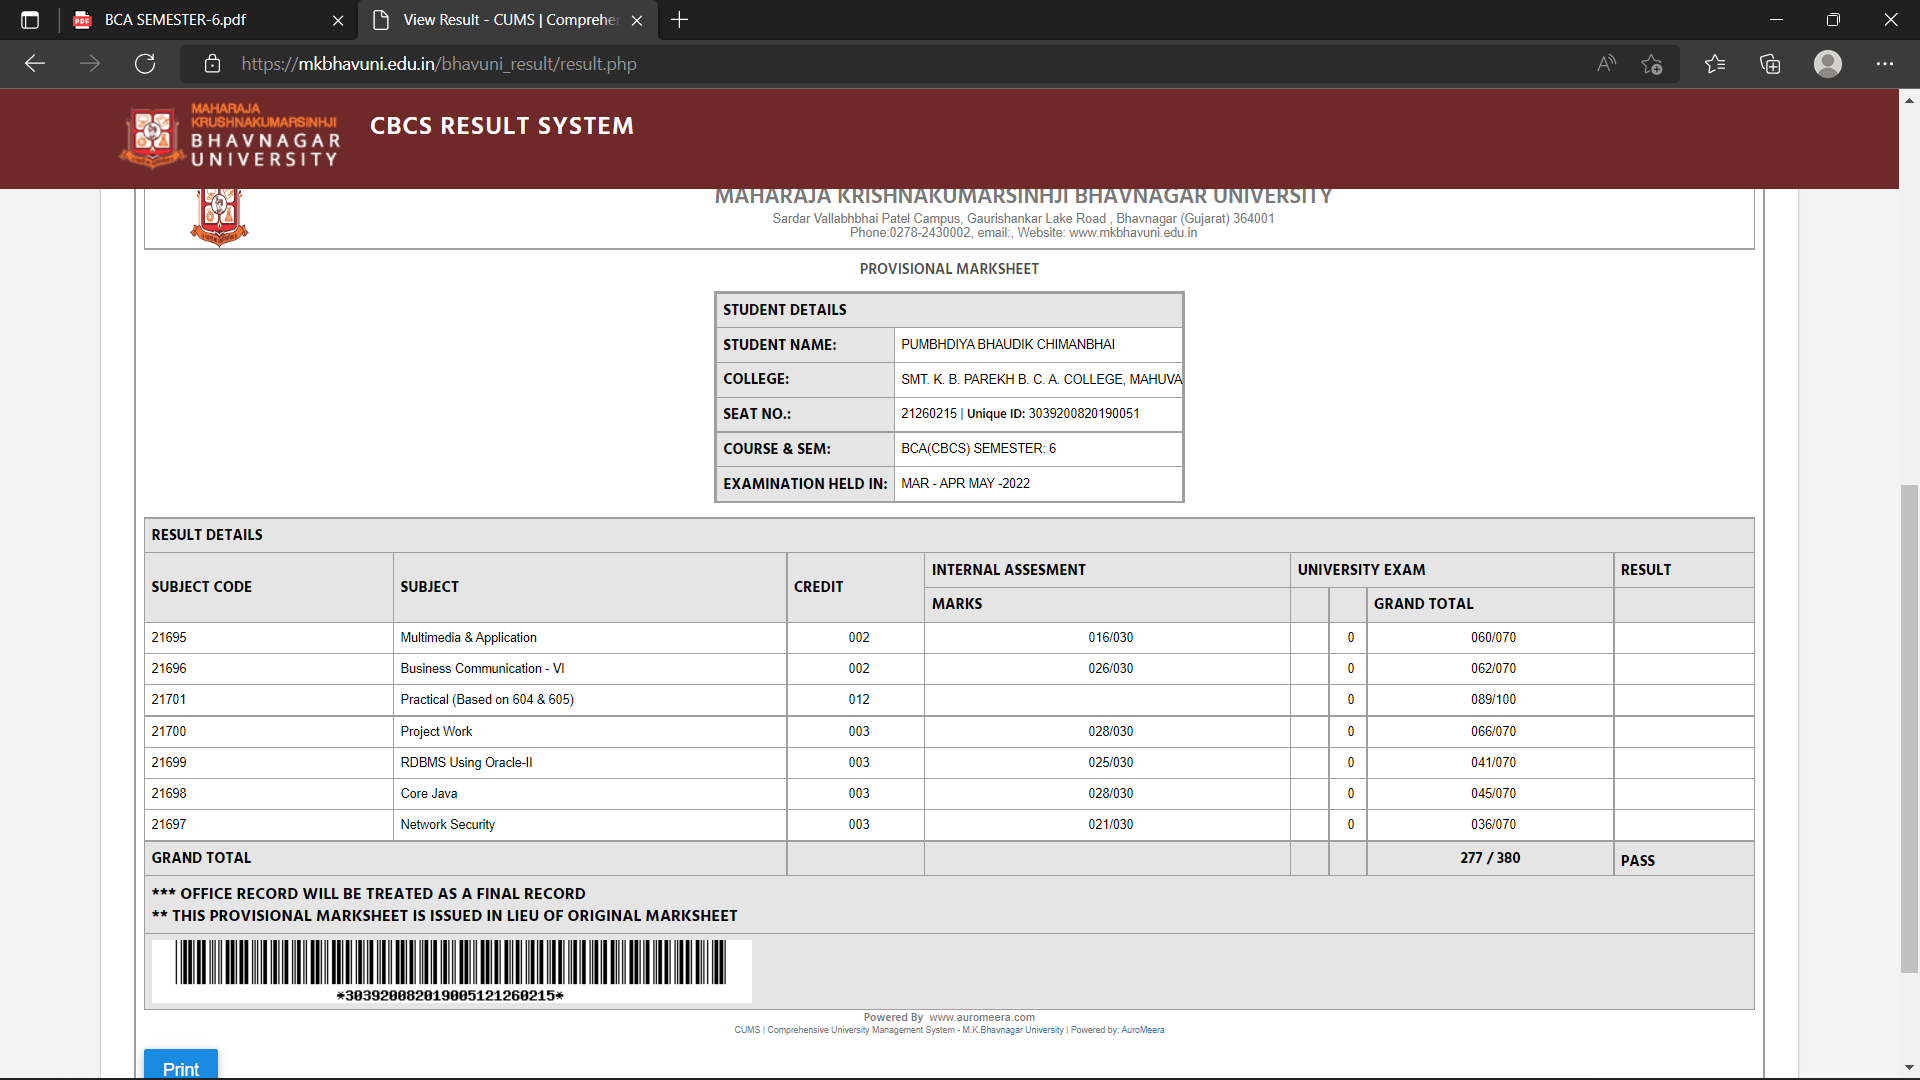 BCA SEMESTER-6.pdf
View Result - CUMS | Comprehe
https://mkbhavuni.edu.in/bhavuni_result/result.php
MAHARAJA
KRUSHNAKUMARSINHJI
BHAVNAGAR
UNIVERSITY
CBCS RESULT SYSTEM
MAHARAJA KRISHNAKUMARSINHJI BHAVNAGAR UNIVERSITY
Sardar Vallabhbhai Patel Campus, Gaurishankar Lake Road , Bhavnagar (Gujarat) 364001
Phone:0278-2430002, email:, Website: www.mkbhavuni.edu.in
PROVISIONAL MARKSHEET
STUDENT DETAILS
STUDENT NAME: PUMBHDIYA BHAUDIK CHIMANBHAI
COLLEGE: SMT. K. B. PAREKH B. C. A. COLLEGE, MAHUVA
SEAT NO.: 21260215 | Unique ID: 3039200820190051
COURSE & SEM: BCA(CBCS) SEMESTER: 6
EXAMINATION HELD IN: MAR - APR MAY -2022
RESULT DETAILS
SUBJECT CODE SUBJECT CREDIT INTERNAL ASSESMENT UNIVERSITY EXAM RESULT
MARKS GRAND TOTAL
21695 Multimedia & Application 002 016/030 0 060/070
21696 Business Communication - VI 002 026/030 0 062/070
21701 Practical (Based on 604 & 605) 012 0 089/100
21700 Project Work 003 028/030 0 066/070
21699 RDBMS Using Oracle-II 003 025/030 0 041/070
21698 Core Java 003 028/030 0 045/070
21697 Network Security 003 021/030 0 036/070
GRAND TOTAL 277 / 380 PASS
*** OFFICE RECORD WILL BE TREATED AS A FINAL RECORD
** THIS PROVISIONAL MARKSHEET IS ISSUED IN LIEU OF ORIGINAL MARKSHEET
*303920082019005121260215*
Powered By www.auromeera.com
CUMS | Comprehensive University Management System - M.K.Bhavnagar University | Powered by: AuroMeera
Print